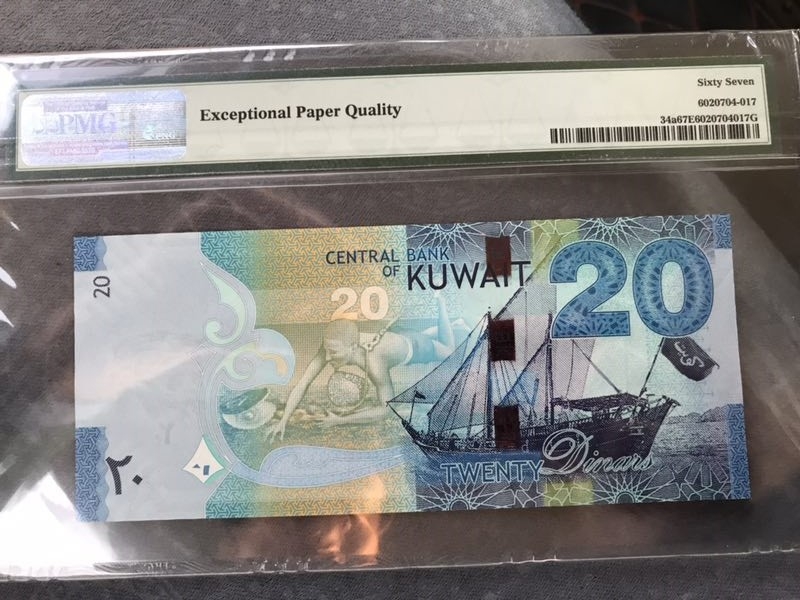 PMG
Exceptional Paper Quality
Sixty Seven
6020704-017
34a67E6020704017G
20
CENTRAL BANK
OF KUWAIT
20
20
كويت
٢٠
TWENTY Dinars